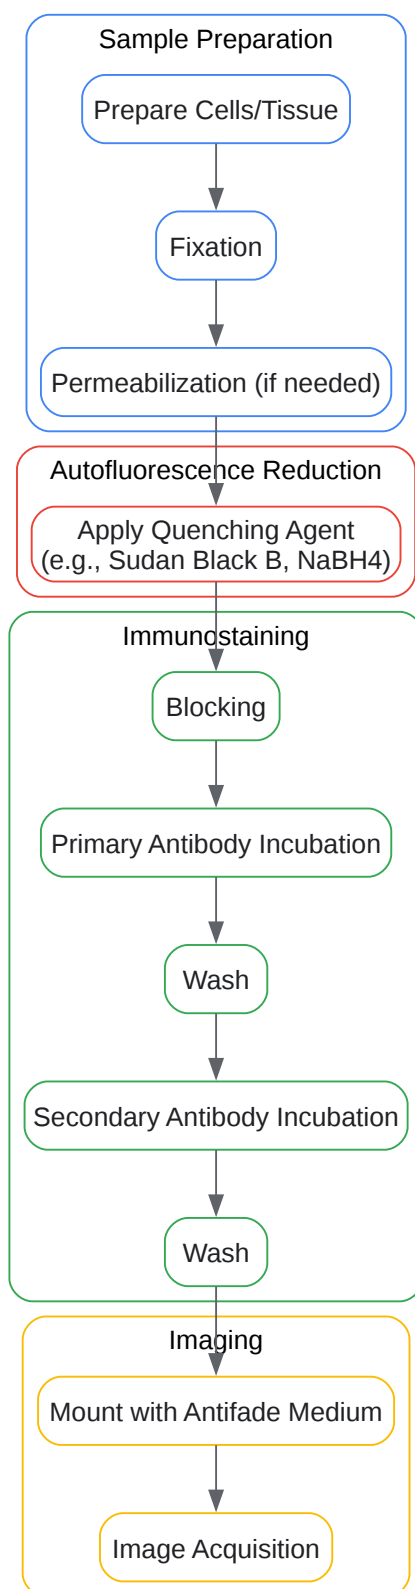 Sample Preparation
Prepare Cells/Tissue
Fixation
Permeabilization (if needed)
Autofluorescence Reduction
Apply Quenching Agent
(e.g., Sudan Black B, NaBH4)
Immunostaining
Blocking
Primary Antibody Incubation
Wash
Secondary Antibody Incubation
Wash
Imaging
Mount with Antifade Medium
Image Acquisition